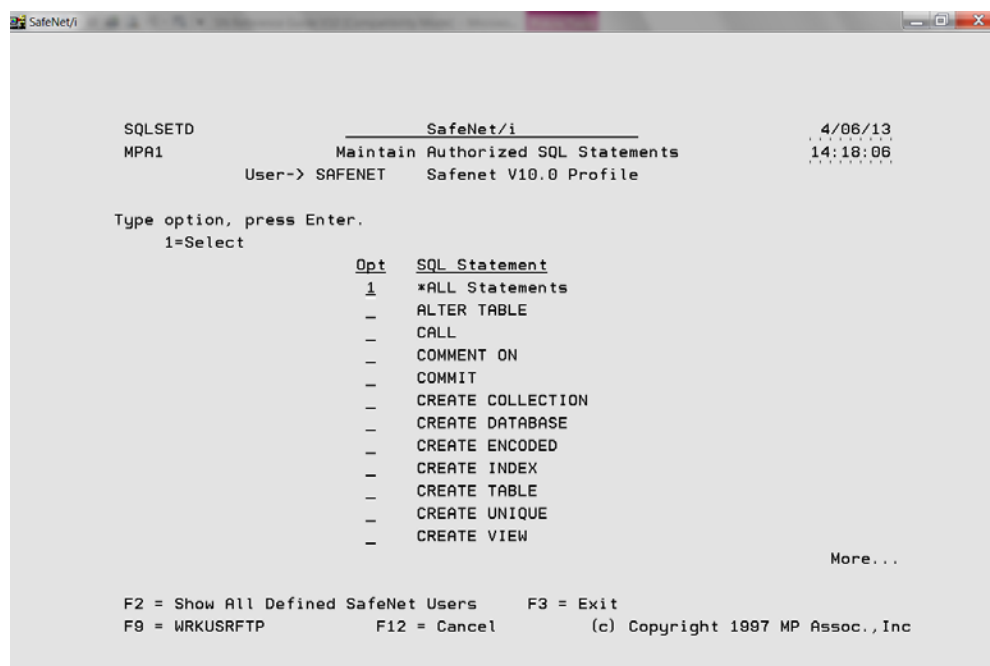 SafeNet/i
SQLSETD SafeNet/i 4/06/13
MPA1 Maintain Authorized SQL Statements 14:18:06
User-> SAFENET Safenet V10.0 Profile
Type option, press Enter.
1=Select
Opt SQL Statement
1 *ALL Statements
_ ALTER TABLE
_ CALL
_ COMMENT ON
_ COMMIT
_ CREATE COLLECTION
_ CREATE DATABASE
_ CREATE ENCODED
_ CREATE INDEX
_ CREATE TABLE
_ CREATE UNIQUE
_ CREATE VIEW
More...
F2 = Show All Defined SafeNet Users F3 = Exit
F9 = WRKUSRFTP F12 = Cancel (c) Copyright 1997 MP Assoc.,Inc